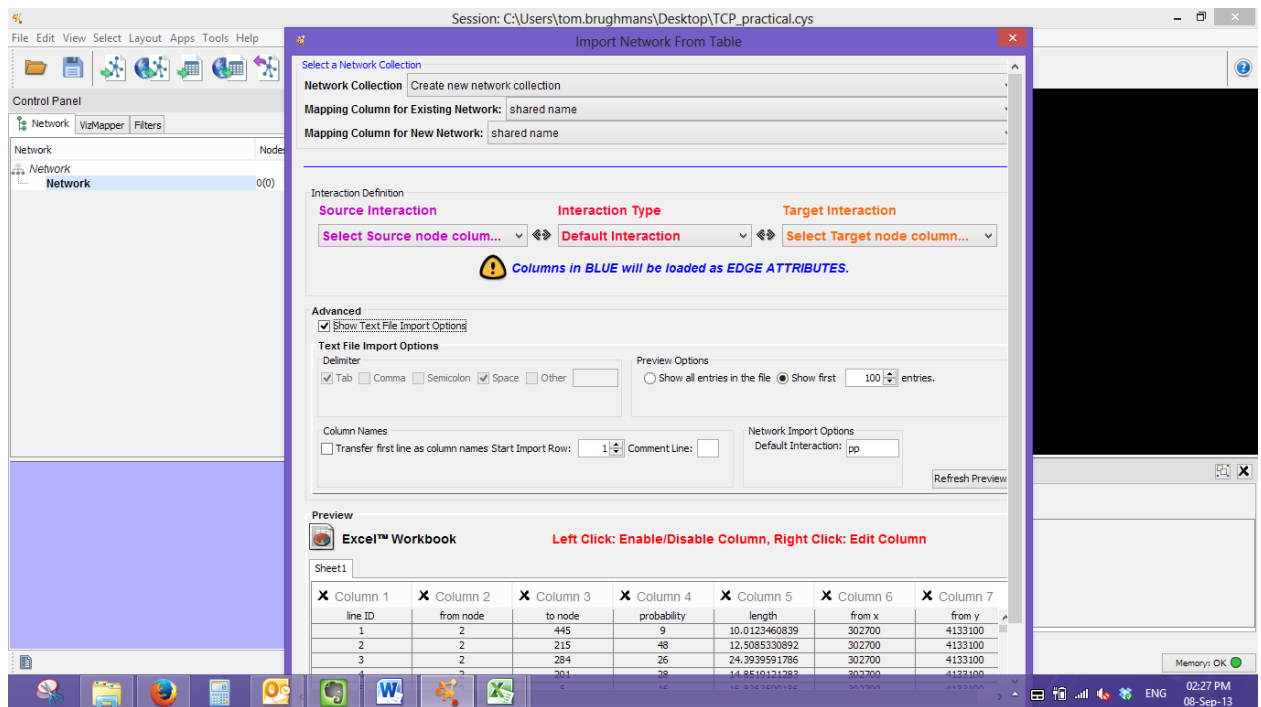 Session: C:\Users\tom.brughmans\Desktop\TCP_practical.cys
File Edit View Select Layout Apps Tools Help
Import Network From Table
Control Panel
Network VizMapper Filters
Network Nodes
Network
Network 0(0)
Select a Network Collection
Network Collection Create new network collection
Mapping Column for Existing Network: shared name
Mapping Column for New Network: shared name
Interaction Definition
Source Interaction Interaction Type Target Interaction
Select Source node colum... Default Interaction Select Target node column...
Columns in BLUE will be loaded as EDGE ATTRIBUTES.
Advanced
Show Text File Import Options
Text File Import Options
Delimiter Preview Options
Tab Comma Semicolon Space Other Show all entries in the file Show first 100 entries.
Column Names Network Import Options
Transfer first line as column names Start Import Row: 1 Comment Line: Default Interaction: pp
Refresh Preview
Preview
Excel™ Workbook Left Click: Enable/Disable Column, Right Click: Edit Column
Sheet1
Column 1 Column 2 Column 3 Column 4 Column 5 Column 6 Column 7
line ID from node to node probability length from x from y
1 2 445 9 10.0123460839 302700 4133100
2 2 215 48 12.5085330892 302700 4133100
3 2 284 26 24.3939591786 302700 4133100
4 2 201 28 14.8519121283 302700 4133100
Memory: OK
ENG 02:27 PM
08-Sep-13